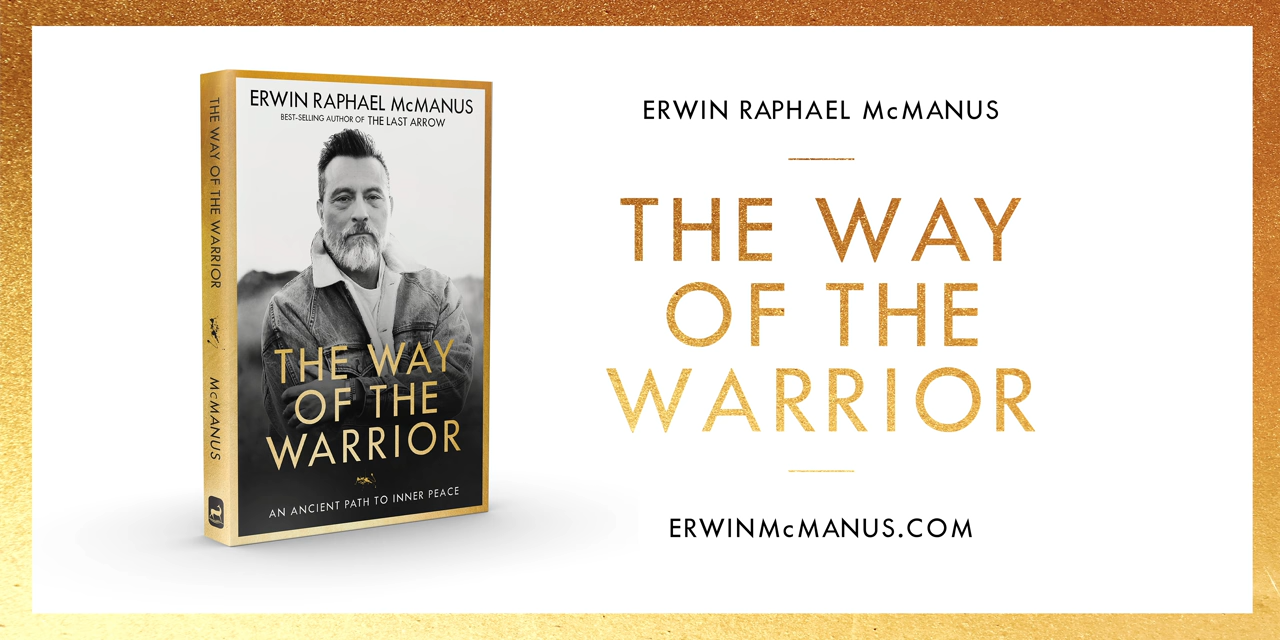 THE WAY OF THE WARRIOR
McMANUS
ERWIN RAPHAEL McMANUS
BEST-SELLING AUTHOR OF THE LAST ARROW
THE WAY
OF THE
WARRIOR
AN ANCIENT PATH TO INNER PEACE
ERWIN RAPHAEL McMANUS
THE WAY
OF THE
WARRIOR
ERWINMcMANUS.COM